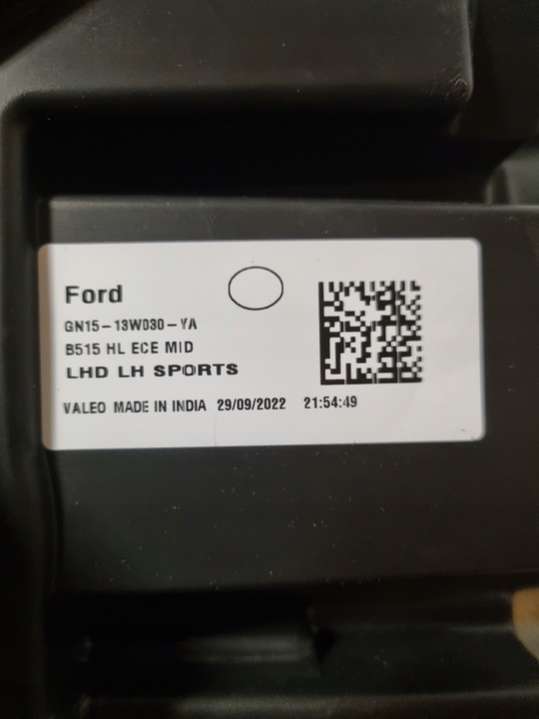 Ford
GN15-13W030-YA
B515 HL ECE MID
LHD LH SPORTS
VALEO MADE IN INDIA 29/09/2022 21:54:49